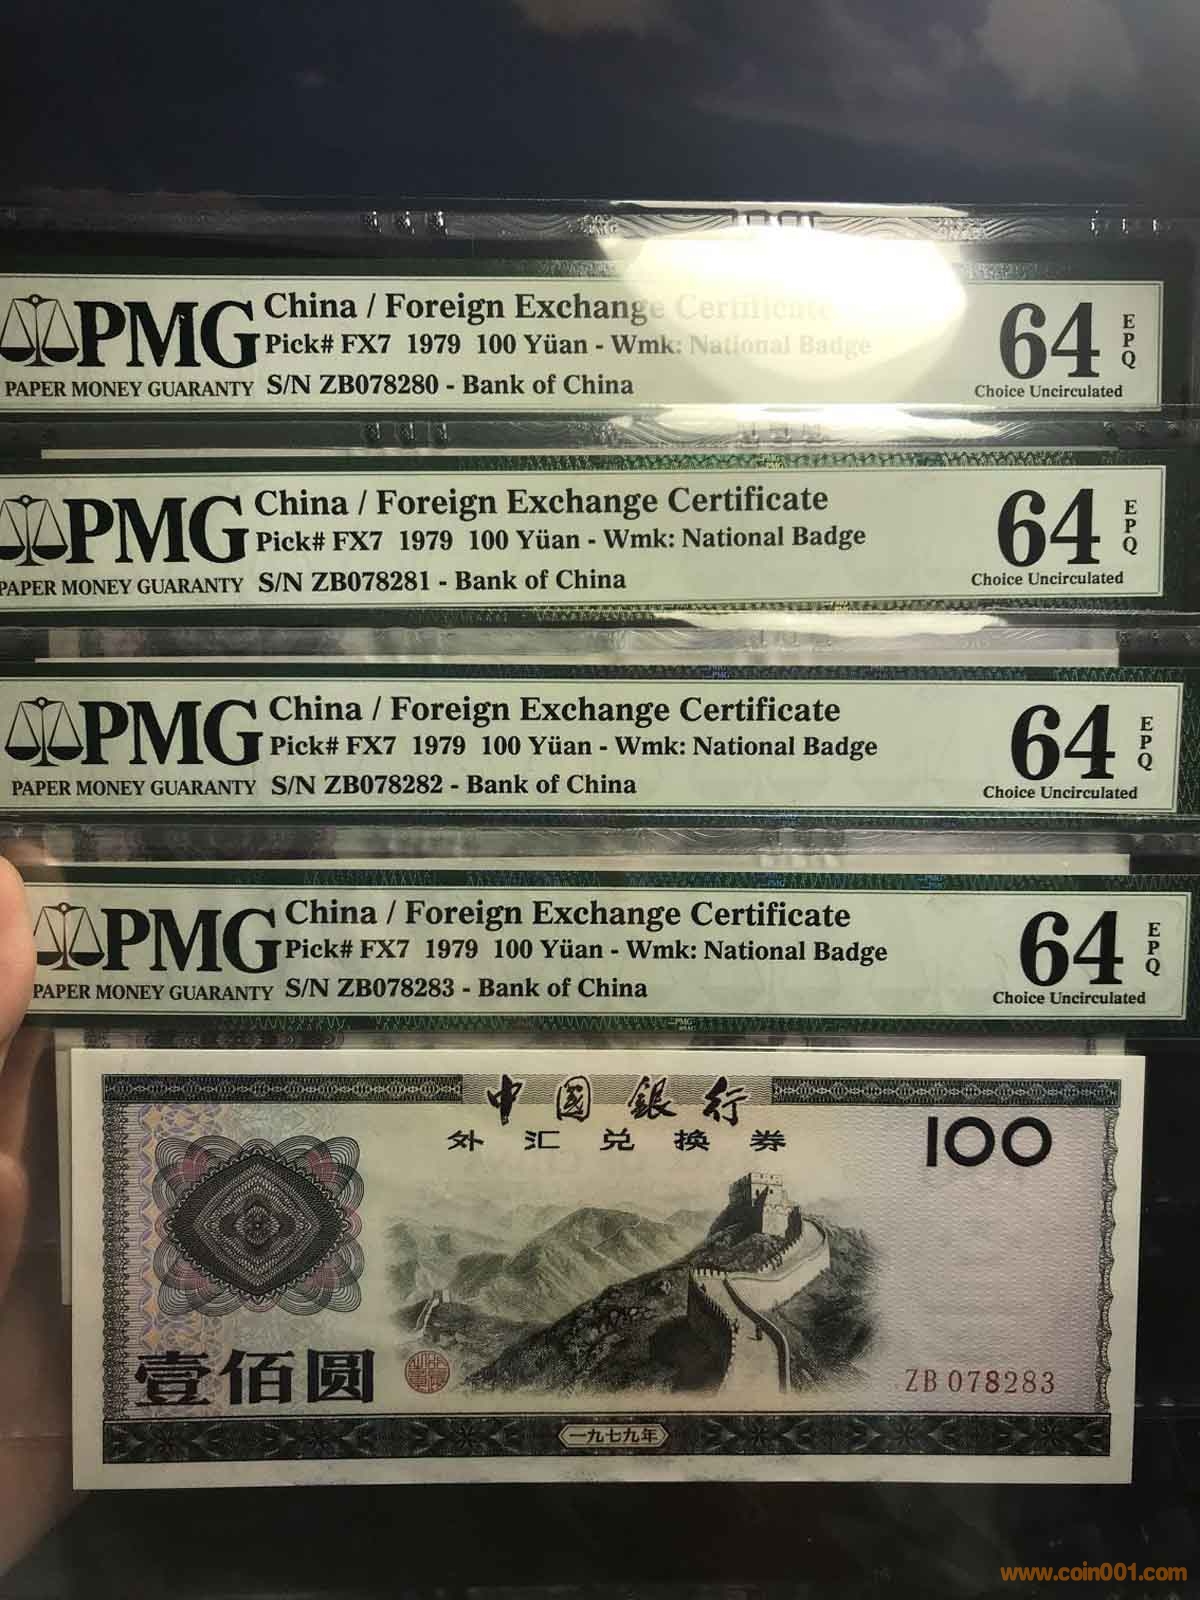 China / Foreign Exchange Certificate
PMG
Pick# FX7 1979 100 Yüan - Wmk: National Badge
PAPER MONEY GUARANTY
S/N ZB078280 - Bank of China
64
EPQ
Choice Uncirculated
China / Foreign Exchange Certificate
PMG
Pick# FX7 1979 100 Yüan - Wmk: National Badge
PAPER MONEY GUARANTY
S/N ZB078281 - Bank of China
64
EPQ
Choice Uncirculated
China / Foreign Exchange Certificate
PMG
Pick# FX7 1979 100 Yüan - Wmk: National Badge
PAPER MONEY GUARANTY
S/N ZB078282 - Bank of China
64
EPQ
Choice Uncirculated
China / Foreign Exchange Certificate
PMG
Pick# FX7 1979 100 Yüan - Wmk: National Badge
PAPER MONEY GUARANTY
S/N ZB078283 - Bank of China
64
EPQ
Choice Uncirculated
中國銀行
外汇兑换券
100
壹佰圆
ZB 078283
一九七九年
www.coin001.com